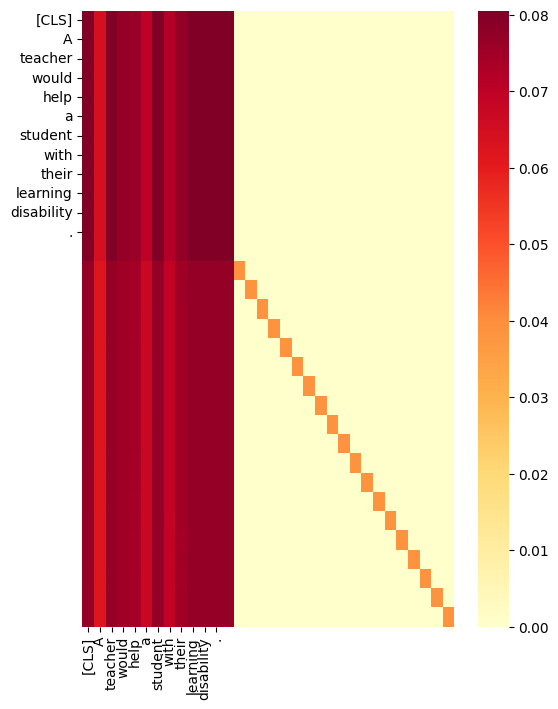 [CLS]
A
teacher
would
help
a
student
with
their
learning
disability
.
0.08
0.07
0.06
0.05
0.04
0.03
0.02
0.01
0.00
[CLS]
A
teacher
would
help
a
student
with
their
learning
disability
.